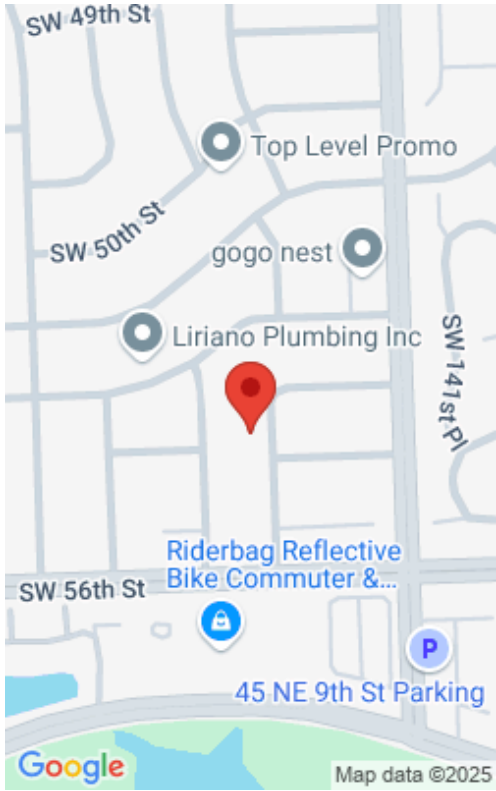 SW 49th St
Top Level Promo
SW 50th St
gogo nest
Liriano Plumbing Inc
SW 141st Pl
Riderbag Reflective
Bike Commuter &...
SW 56th St
P
45 NE 9th St Parking
Google
Map data ©2025